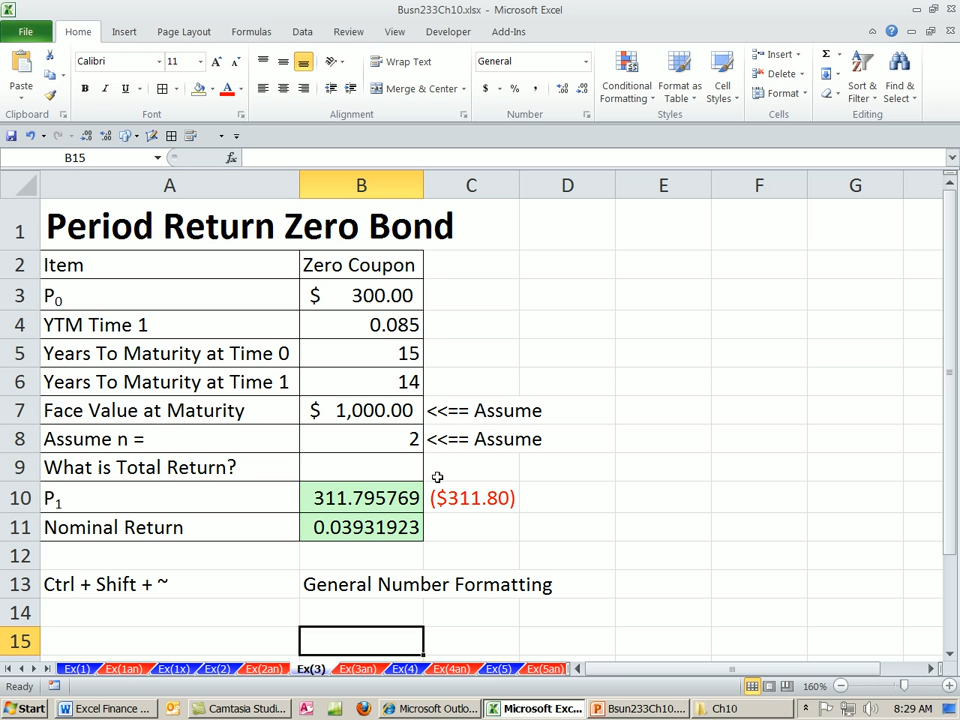 Busn233Ch10.xlsx - Microsoft Excel
File Home Insert Page Layout Formulas Data Review View Developer Add-Ins
Paste
Calibri 11
B I U
Wrap Text
Merge & Center
General
$ % ,
Conditional Formatting
Format as Table
Cell Styles
Insert
Delete
Format
Sort & Filter
Find & Select
Clipboard Font Alignment Number Styles Cells Editing
B15 fx
A B C D E F G
1 Period Return Zero Bond
2 Item Zero Coupon
3 P0 $ 300.00
4 YTM Time 1 0.085
5 Years To Maturity at Time 0 15
6 Years To Maturity at Time 1 14
7 Face Value at Maturity $ 1,000.00 <<== Assume
8 Assume n = 2 <<== Assume
9 What is Total Return?
10 P1 311.795769 ($311.80)
11 Nominal Return 0.03931923
12
13 Ctrl + Shift + ~ General Number Formatting
14
15
Ex(1) Ex(1an) Ex(1x) Ex(2) Ex(2an) Ex(3) Ex(3an) Ex(4) Ex(4an) Ex(5) Ex(5an)
Ready 160%
Start Excel Finance ... Camtasia Studi... Microsoft Outlo... Microsoft Exc... Busn233Ch10.... Ch10 8:29 AM